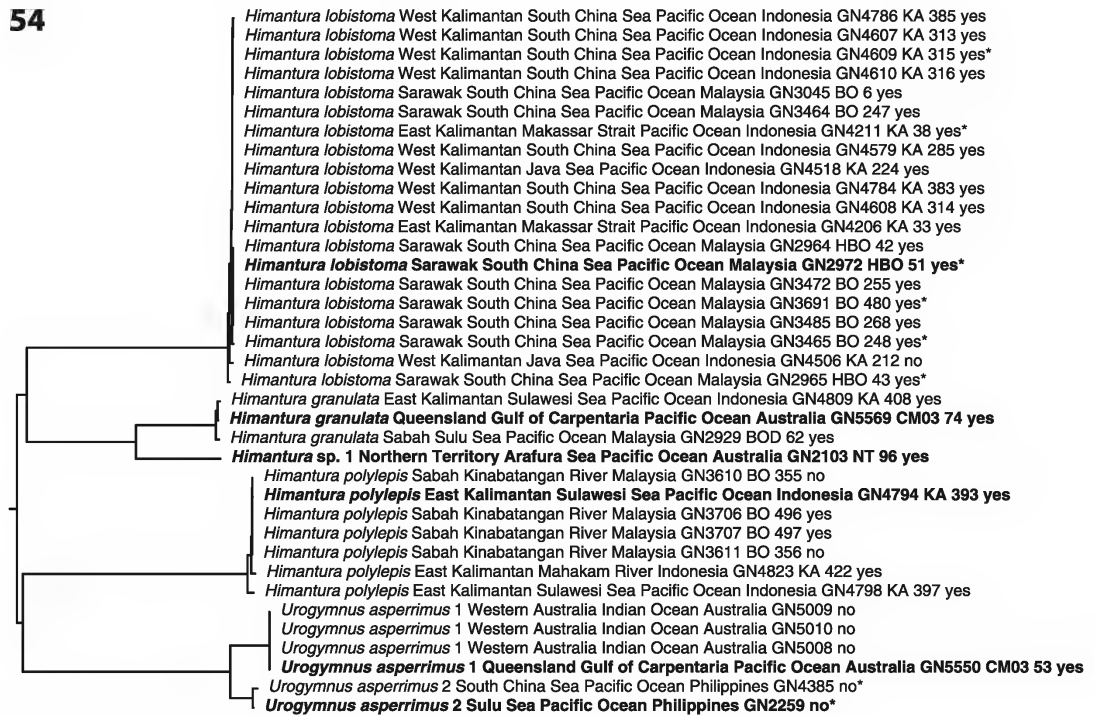 54
Himantura lobistoma West Kalimantan South China Sea Pacific Ocean Indonesia GN4786 KA 385 yes
Himantura lobistoma West Kalimantan South China Sea Pacific Ocean Indonesia GN4607 KA 313 yes
Himantura lobistoma West Kalimantan South China Sea Pacific Ocean Indonesia GN4609 KA 315 yes*
Himantura lobistoma West Kalimantan South China Sea Pacific Ocean Indonesia GN4610 KA 316 yes
Himantura lobistoma Sarawak South China Sea Pacific Ocean Malaysia GN3045 BO 6 yes
Himantura lobistoma Sarawak South China Sea Pacific Ocean Malaysia GN3464 BO 247 yes
Himantura lobistoma East Kalimantan Makassar Strait Pacific Ocean Indonesia GN4211 KA 38 yes*
Himantura lobistoma West Kalimantan South China Sea Pacific Ocean Indonesia GN4579 KA 285 yes
Himantura lobistoma West Kalimantan Java Sea Pacific Ocean Indonesia GN4518 KA 224 yes
Himantura lobistoma West Kalimantan South China Sea Pacific Ocean Indonesia GN4784 KA 383 yes
Himantura lobistoma West Kalimantan South China Sea Pacific Ocean Indonesia GN4608 KA 314 yes
Himantura lobistoma East Kalimantan Makassar Strait Pacific Ocean Indonesia GN4206 KA 33 yes
Himantura lobistoma Sarawak South China Sea Pacific Ocean Malaysia GN2964 HBO 42 yes
Himantura lobistoma Sarawak South China Sea Pacific Ocean Malaysia GN2972 HBO 51 yes*
Himantura lobistoma Sarawak South China Sea Pacific Ocean Malaysia GN3472 BO 255 yes
Himantura lobistoma Sarawak South China Sea Pacific Ocean Malaysia GN3691 BO 480 yes*
Himantura lobistoma Sarawak South China Sea Pacific Ocean Malaysia GN3485 BO 268 yes
Himantura lobistoma Sarawak South China Sea Pacific Ocean Malaysia GN3465 BO 248 yes*
Himantura lobistoma West Kalimantan Java Sea Pacific Ocean Indonesia GN4506 KA 212 no
Himantura lobistoma Sarawak South China Sea Pacific Ocean Malaysia GN2965 HBO 43 yes*
Himantura granulata East Kalimantan Sulawesi Sea Pacific Ocean Indonesia GN4809 KA 408 yes
Himantura granulata Queensland Gulf of Carpentaria Pacific Ocean Australia GN5569 CM03 74 yes
Himantura granulata Sabah Sulu Sea Pacific Ocean Malaysia GN2929 BOD 62 yes
Himantura sp. 1 Northern Territory Arafura Sea Pacific Ocean Australia GN2103 NT 96 yes
Himantura polylepis Sabah Kinabatangan River Malaysia GN3610 BO 355 no
Himantura polylepis East Kalimantan Sulawesi Sea Pacific Ocean Indonesia GN4794 KA 393 yes
Himantura polylepis Sabah Kinabatangan River Malaysia GN3706 BO 496 yes
Himantura polylepis Sabah Kinabatangan River Malaysia GN3707 BO 497 yes
Himantura polylepis Sabah Kinabatangan River Malaysia GN3611 BO 356 no
Himantura polylepis East Kalimantan Mahakam River Indonesia GN4823 KA 422 yes
Himantura polylepis East Kalimantan Sulawesi Sea Pacific Ocean Indonesia GN4798 KA 397 yes
Urogymnus asperrimus 1 Western Australia Indian Ocean Australia GN5009 no
Urogymnus asperrimus 1 Western Australia Indian Ocean Australia GN5010 no
Urogymnus asperrimus 1 Western Australia Indian Ocean Australia GN5008 no
Urogymnus asperrimus 1 Queensland Gulf of Carpentaria Pacific Ocean Australia GN5550 CM03 53 yes
Urogymnus asperrimus 2 South China Sea Pacific Ocean Philippines GN4385 no*
Urogymnus asperrimus 2 Sulu Sea Pacific Ocean Philippines GN2259 no*